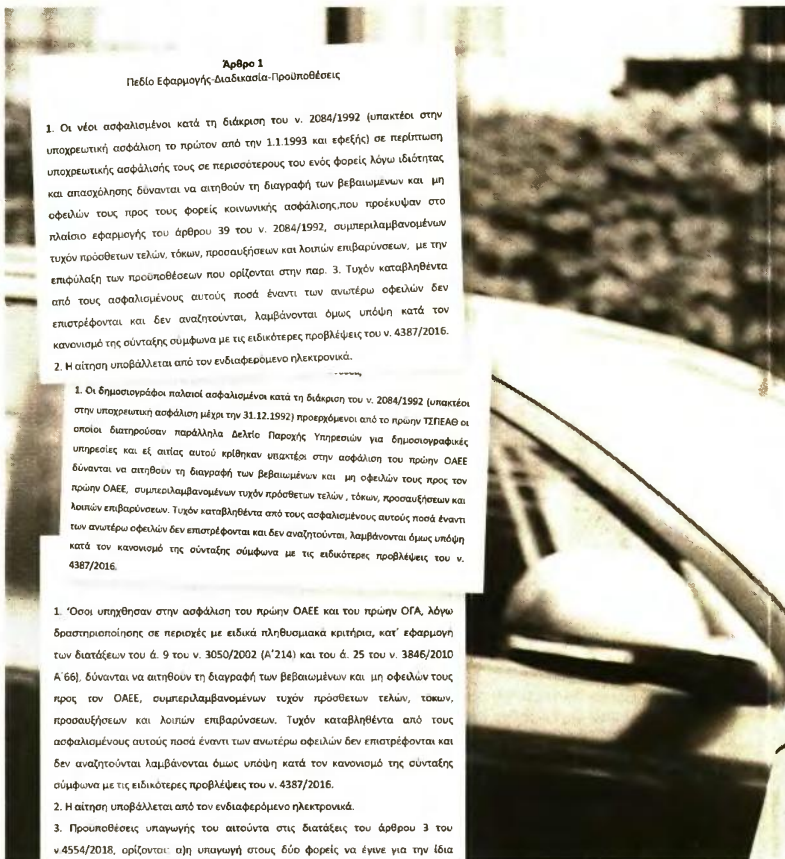 Άρθρο 1
Πεδίο Εφαρμογής-Διαδικασία-Προϋποθέσεις
1. Οι νέοι ασφαλισμένοι κατά τη διάκριση του ν. 2084/1992 (υπακτέοι στην
υποχρεωτική ασφάλιση το πρώτον από την 1.1.1993 και εφεξής) σε περίπτωση
υποχρεωτικής ασφάλισής τους σε περισσότερους του ενός φορείς λόγω ιδιότητας
και απασχόλησης δύνανται να αιτηθούν τη διαγραφή των βεβαιωμένων και μη
οφειλών τους προς τους φορείς κοινωνικής ασφάλισης,που προέκυψαν στο
πλαίσιο εφαρμογής του άρθρου 39 του ν. 2084/1992, συμπεριλαμβανομένων
τυχόν πρόσθετων τελών, τόκων, προσαυξήσεων και λοιπών επιβαρύνσεων, με την
επιφύλαξη των προϋποθέσεων που ορίζονται στην παρ. 3. Τυχόν καταβληθέντα
από τους ασφαλισμένους αυτούς ποσά έναντι των ανωτέρω οφειλών δεν
επιστρέφονται και δεν αναζητούνται, λαμβάνονται όμως υπόψη κατά τον
κανονισμό της σύνταξης σύμφωνα με τις ειδικότερες προβλέψεις του ν. 4387/2016.
2. Η αίτηση υποβάλλεται από τον ενδιαφερόμενο ηλεκτρονικά.
1. Οι δημοσιογράφοι παλαιοί ασφαλισμένοι κατά τη διάκριση του ν. 2084/1992 (υπακτέοι
στην υποχρεωτική ασφάλιση μέχρι την 31.12.1992) προερχόμενοι από το πρώην ΤΣΠΕΑΘ οι
οποίοι διατηρούσαν παράλληλα Δελτίο Παροχής Υπηρεσιών για δημοσιογραφικές
υπηρεσίες και εξ αιτίας αυτού κρίθηκαν υπακτέοι στην ασφάλιση του πρώην ΟΑΕΕ
δύνανται να αιτηθούν τη διαγραφή των βεβαιωμένων και μη οφειλών τους προς τον
πρώην ΟΑΕΕ, συμπεριλαμβανομένων τυχόν πρόσθετων τελών , τόκων, προσαυξήσεων και
λοιπών επιβαρύνσεων. Τυχόν καταβληθέντα από τους ασφαλισμένους αυτούς ποσά έναντι
των ανωτέρω οφειλών δεν επιστρέφονται και δεν αναζητούνται, λαμβάνονται όμως υπόψη
κατά τον κανονισμό της σύνταξης σύμφωνα με τις ειδικότερες προβλέψεις του ν.
4387/2016.
1. Όσοι υπηχθησαν στην ασφάλιση του πρώην ΟΑΕΕ και του πρώην ΟΓΑ, λόγω
δραστηριοποίησης σε περιοχές με ειδικά πληθυσμιακά κριτήρια, κατ' εφαρμογή
των διατάξεων του ά. 9 του ν. 3050/2002 (Α'214) και του ά. 25 του ν. 3846/2010
Α'66), δύνανται να αιτηθούν τη διαγραφή των βεβαιωμένων και μη οφειλών τους
προς τον ΟΑΕΕ, συμπεριλαμβανομένων τυχόν πρόσθετων τελών, τόκων,
προσαυξήσεων και λοιπών επιβαρύνσεων. Τυχόν καταβληθέντα από τους
ασφαλισμένους αυτούς ποσά έναντι των ανωτέρω οφειλών δεν επιστρέφονται και
δεν αναζητούνται λαμβάνονται όμως υπόψη κατά τον κανονισμό της σύνταξης
σύμφωνα με τις ειδικότερες προβλέψεις του ν. 4387/2016.
2. Η αίτηση υποβάλλεται από τον ενδιαφερόμενο ηλεκτρονικά.
3. Προϋποθέσεις υπαγωγής του αιτούντα στις διατάξεις του άρθρου 3 του
ν.4554/2018, ορίζονται: α)η υπαγωγή στους δύο φορείς να έγινε για την ίδια